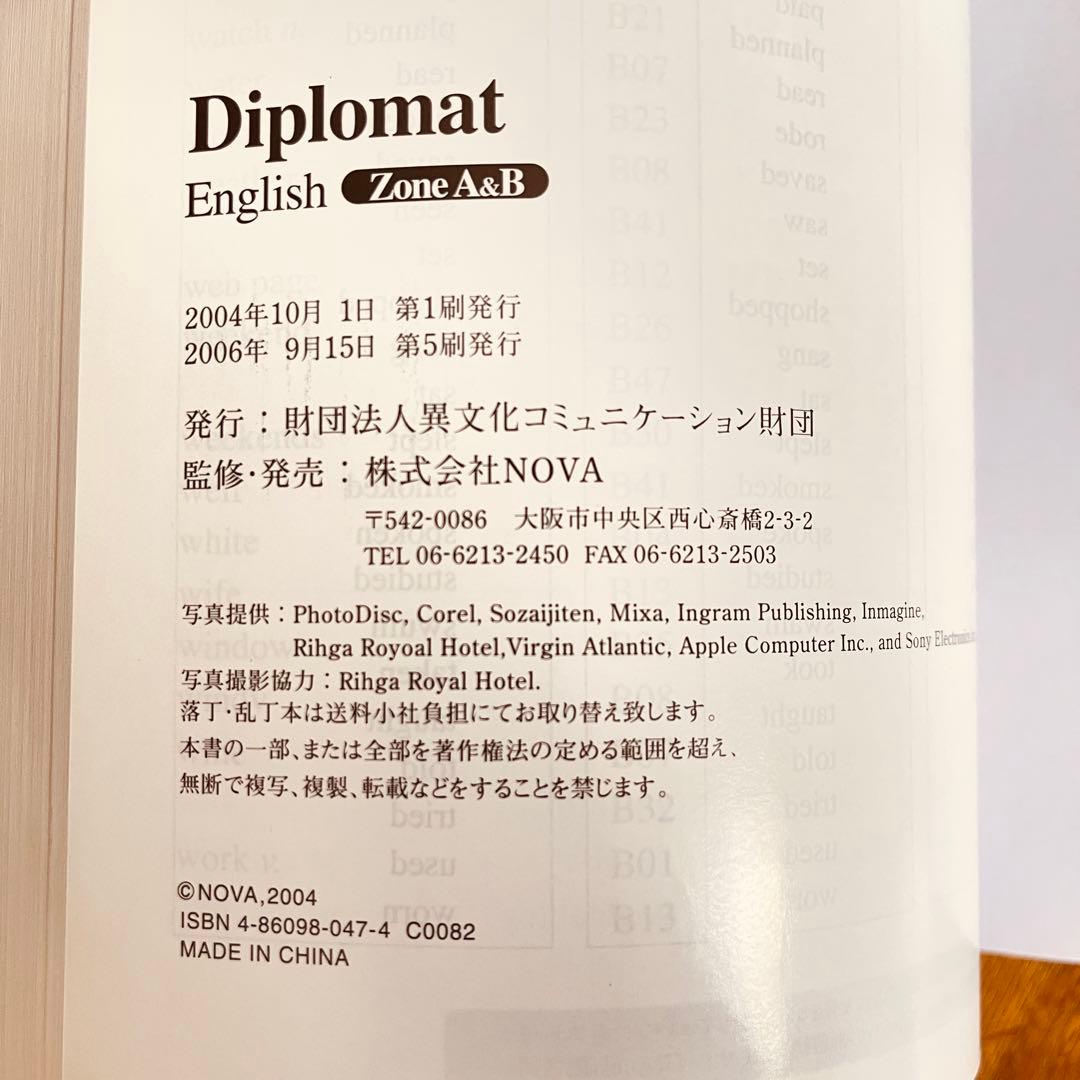 Diplomat
English Zone A&B
2004年10月 1日 第1刷発行
2006年 9月15日 第5刷発行
発行：財団法人異文化コミュニケーション財団
監修・発売：株式会社NOVA
〒542-0086 大阪市中央区西心斎橋2-3-2
TEL 06-6213-2450 FAX 06-6213-2503
写真提供：PhotoDisc, Corel, Sozaijiten, Mixa, Ingram Publishing, Inmagine,
Rihga Royoal Hotel,Virgin Atlantic, Apple Computer Inc., and Sony
写真撮影協力：Rihga Royal Hotel.
落丁・乱丁本は送料小社負担にてお取り替え致します。
本書の一部、または全部を著作権法の定める範囲を超え、
無断で複写、複製、転載などをすることを禁じます。
©NOVA,2004
ISBN 4-86098-047-4 C0082
MADE IN CHINA